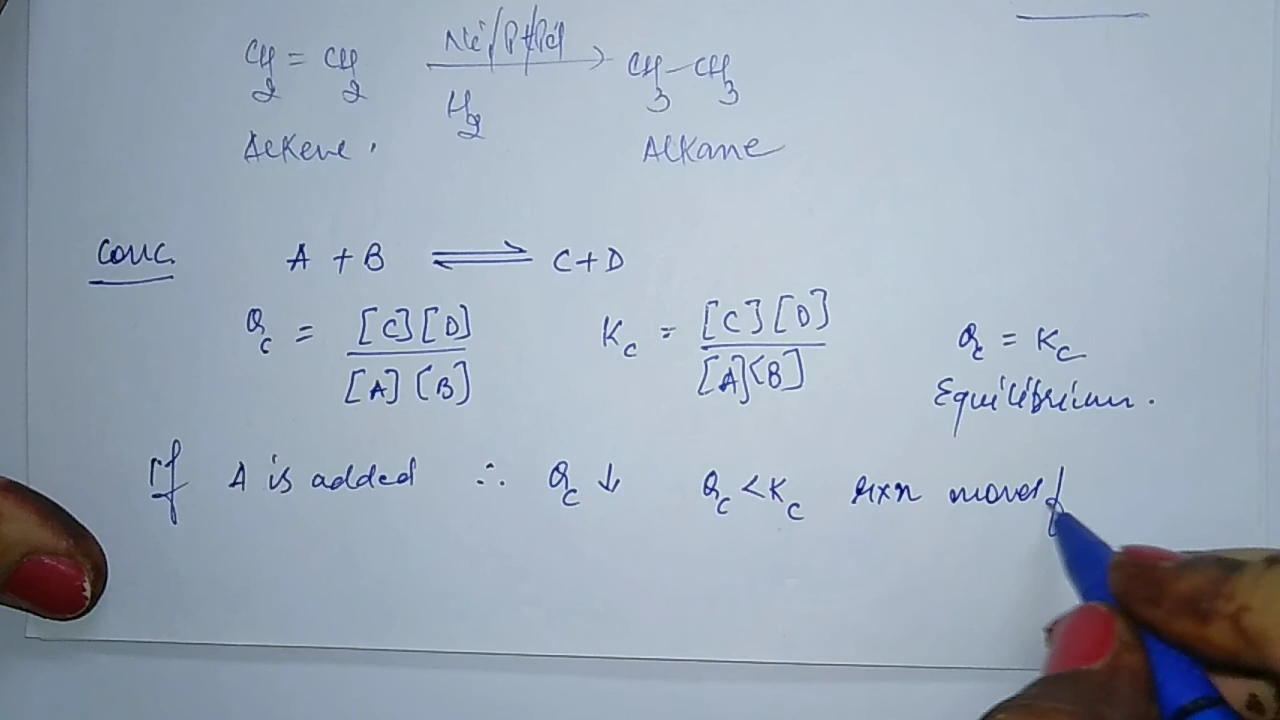 CH2 = CH2 Ni/Pt/Pd H2 → CH3-CH3
Alkene. Alkane
Conc. A + B ⇌ C+D
Qc = [C][D] / [A][B] Kc = [C][D] / [A][B] Qc = Kc
Equilibrium.
If A is added ∴ Qc ↓ Qc < Kc rxn moves f